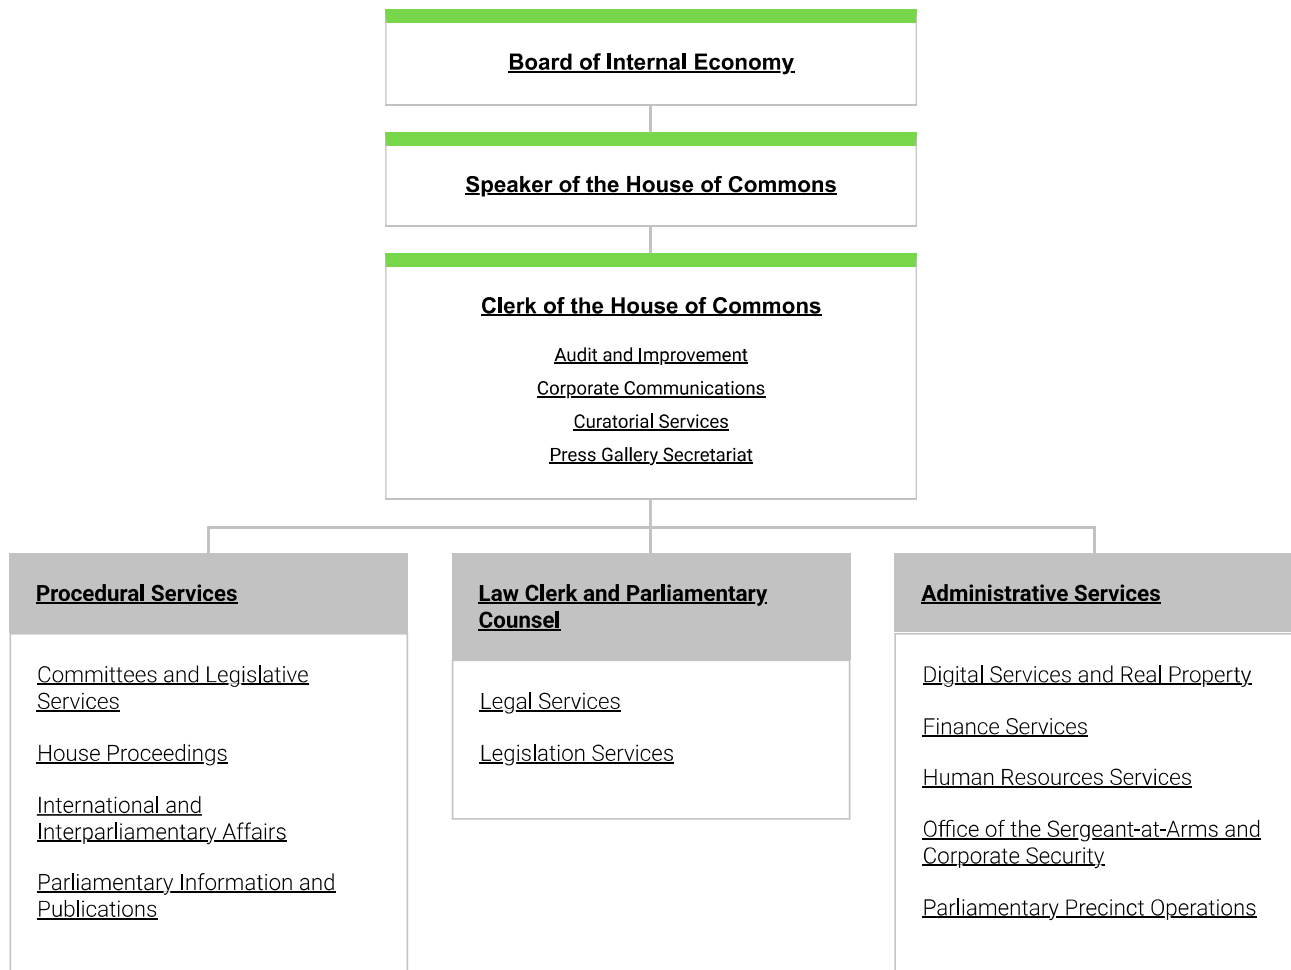 Board of Internal Economy
Speaker of the House of Commons
Clerk of the House of Commons
Audit and Improvement
Corporate Communications
Curatorial Services
Press Gallery Secretariat
Procedural Services
Committees and Legislative
Services
House Proceedings
International and
Interparliamentary Affairs
Parliamentary Information and
Publications
Law Clerk and Parliamentary
Counsel
Legal Services
Legislation Services
Administrative Services
Digital Services and Real Property
Finance Services
Human Resources Services
Office of the Sergeant-at-Arms and
Corporate Security
Parliamentary Precinct Operations